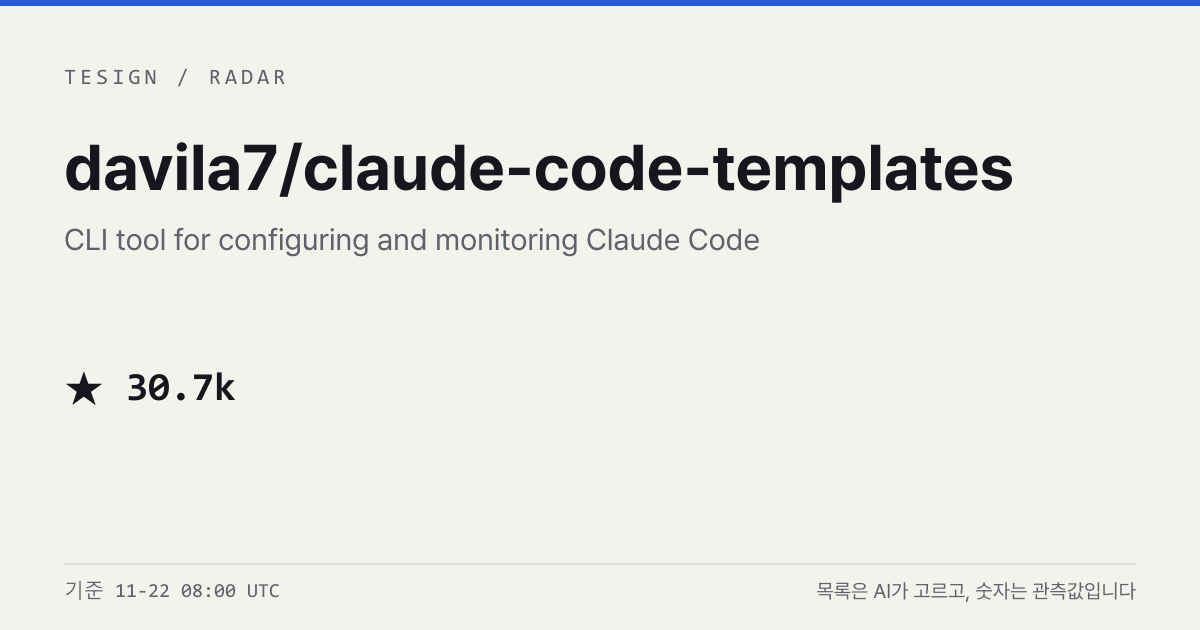 TESIGN / RADAR
davila7/claude-code-templates
CLI tool for configuring and monitoring Claude Code
★ 30.7k
기준 11-22 08:00 UTC
목록은 AI가 고르고, 숫자는 관측값입니다